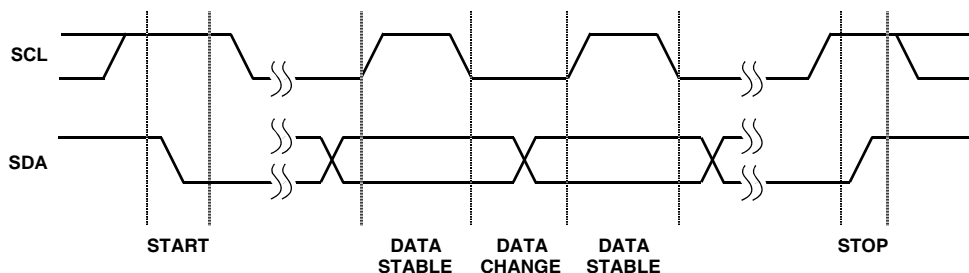 SCL
SDA
START
DATA
STABLE
DATA
CHANGE
DATA
STABLE
STOP